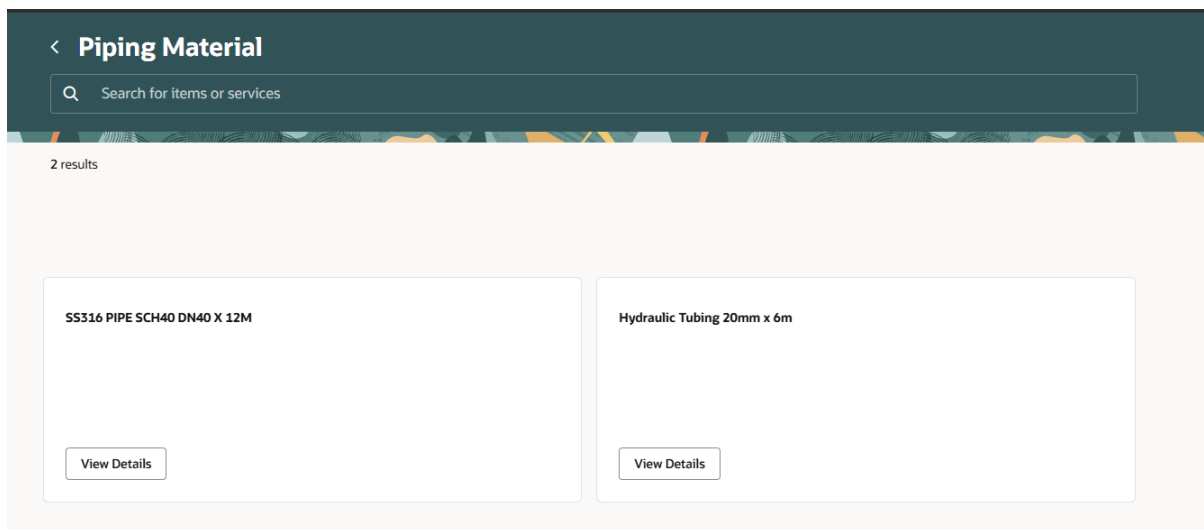 Piping Material
Search for items or services
2 results
SS316 PIPE SCH40 DN40 X 12M
Hydraulic Tubing 20mm x 6m
View Details
View Details